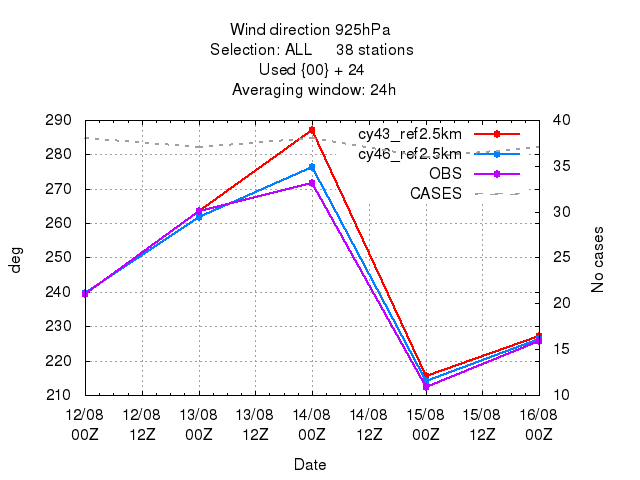 Wind direction 925hPa
Selection: ALL 38 stations
Used {00} + 24
Averaging window: 24h
290 40
cy43_ref2.5km
cy46_ref2.5km
OBS
CASES
280 35
270
260 30
250 25
240 20
230
220 15
210 10
deg
No cases
12/08 12/08 13/08 13/08 14/08 14/08 15/08 15/08 16/08
00Z 12Z 00Z 12Z 00Z 12Z 00Z 12Z 00Z
Date